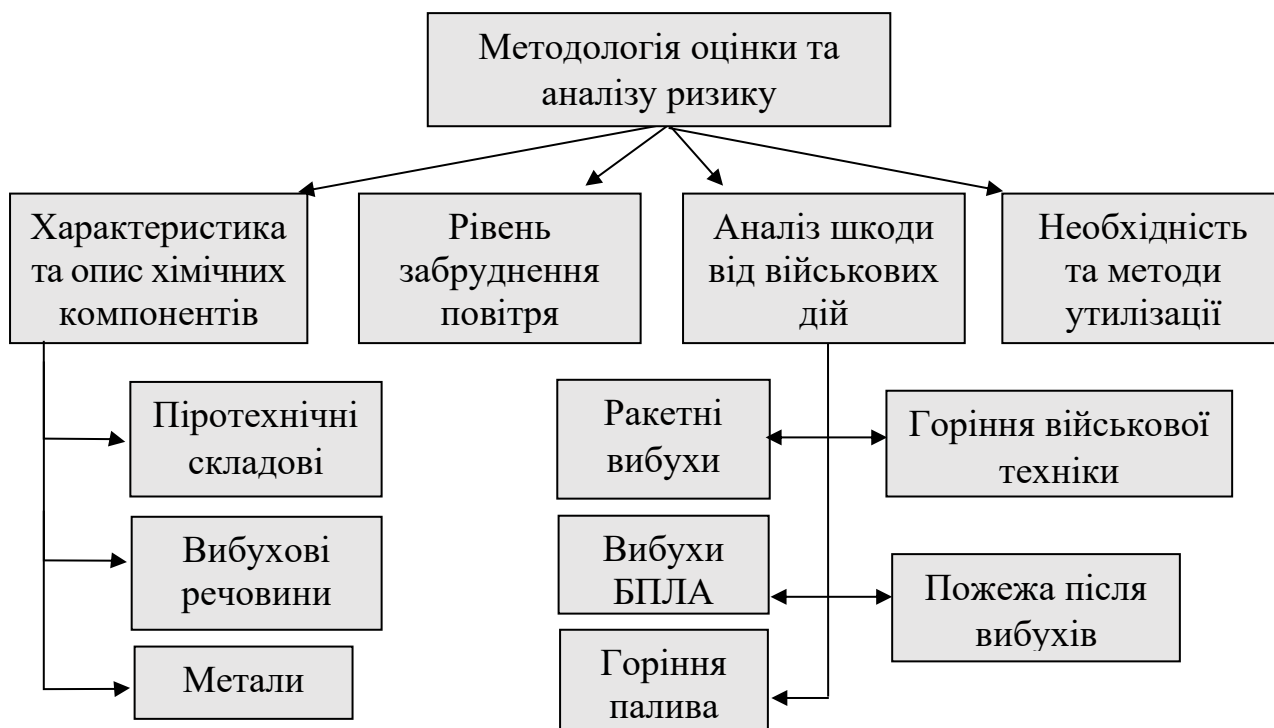 Методологія оцінки та
аналізу ризику
Характеристика
та опис хімічних
компонентів
Рівень
забруднення
повітря
Аналіз шкоди
від військових
дій
Необхідність
та методи
утилізації
Піротехнічні
складові
Вибухові
речовини
Метали
Ракетні
вибухи
Горіння військової
техніки
Вибухи
БПЛА
Пожежа після
вибухів
Горіння
палива